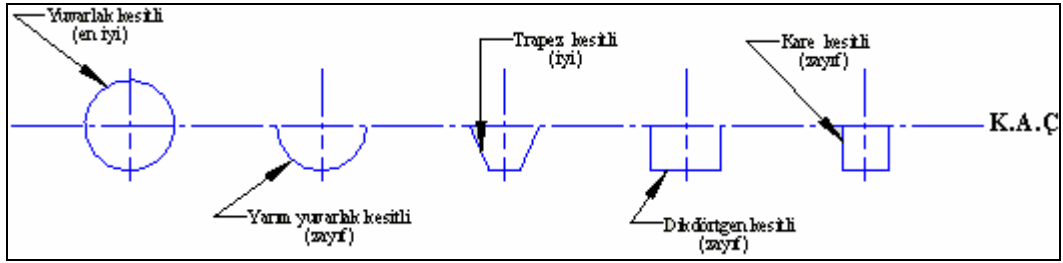 Yuvarlak kesitli
(en iyi)
Trapez kesitli
(iyi)
Kare kesitli
(zayıf)
K.A.Ç
Yarım yuvarlak kesitli
(zayıf)
Dikdörtgen kesitli
(zayıf)